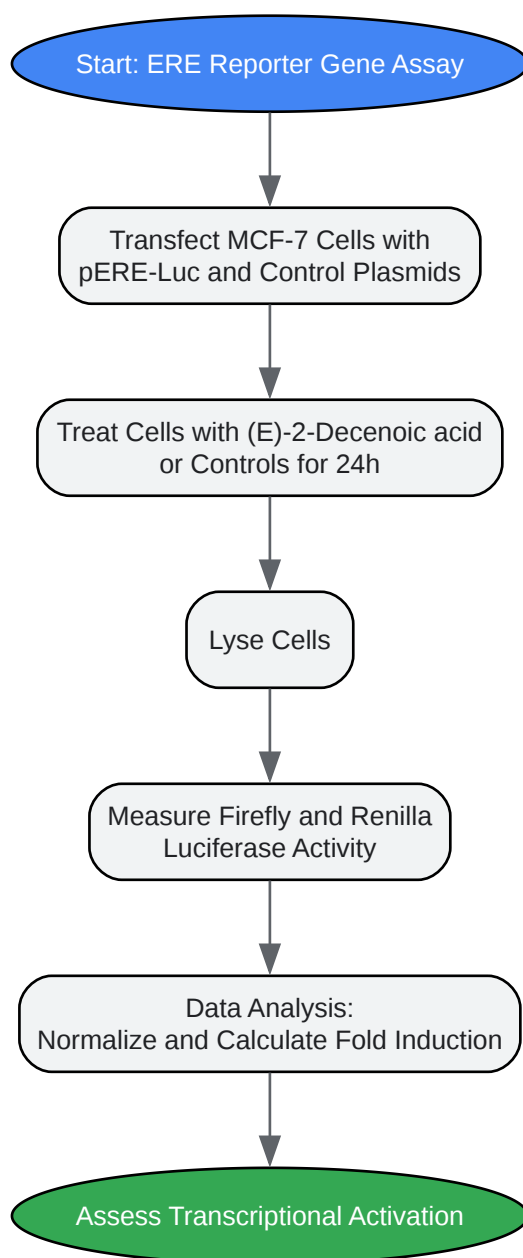 Start: ERE Reporter Gene Assay
Transfect MCF-7 Cells with
pERE-Luc and Control Plasmids
Treat Cells with (E)-2-Decenoic acid
or Controls for 24h
Lyse Cells
Measure Firefly and Renilla
Luciferase Activity
Data Analysis:
Normalize and Calculate Fold Induction
Assess Transcriptional Activation